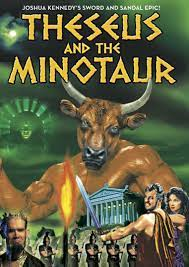 JOSHUA KENNEDY'S SWORD AND SANDAL EPIC!
THESEUS
AND THE
MINOTAUR